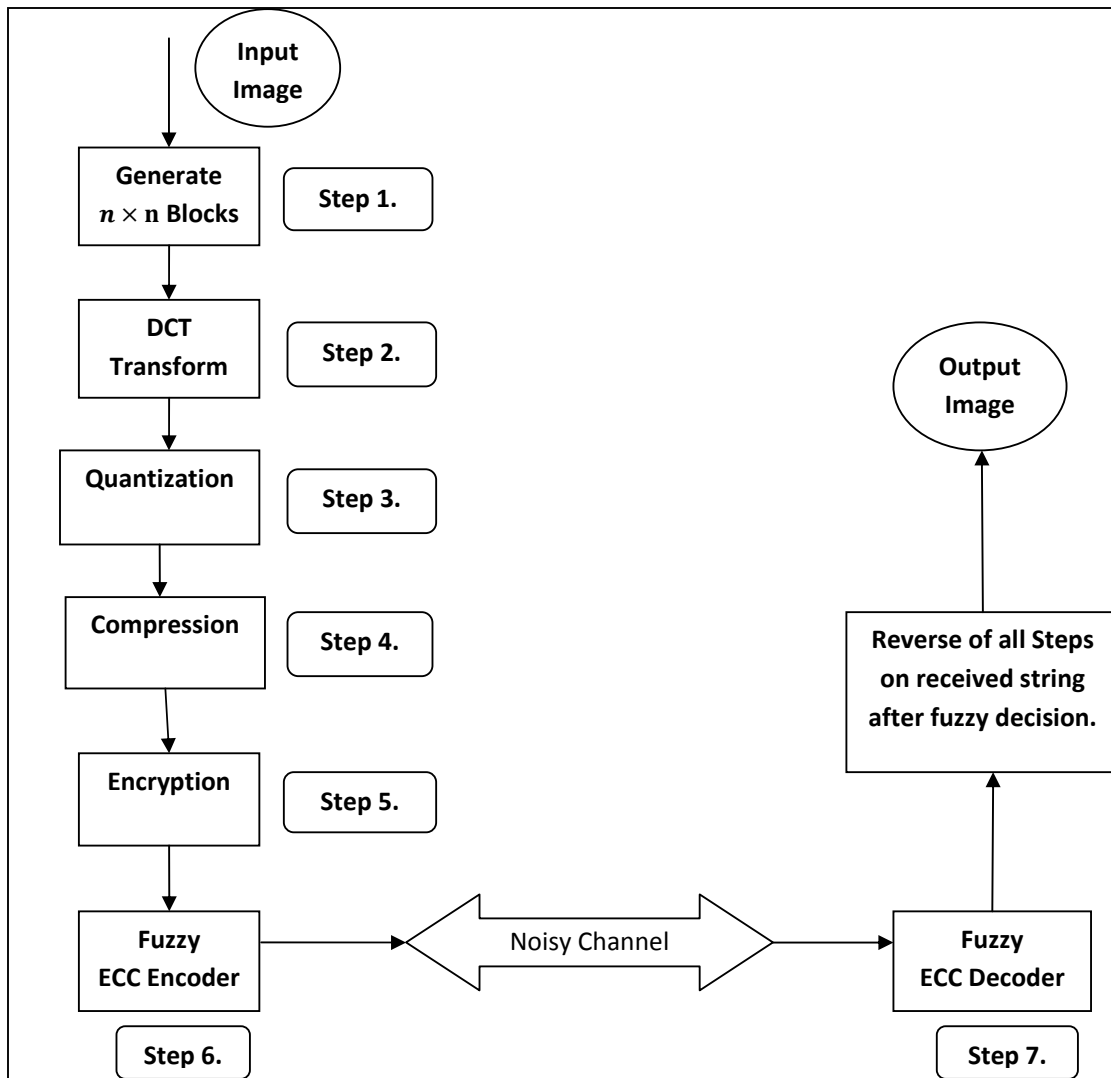 Input
Image
Generate
n × n Blocks
Step 1.
DCT
Transform
Step 2.
Output
Image
Quantization
Step 3.
Compression
Step 4.
Reverse of all Steps
on received string
after fuzzy decision.
Encryption
Step 5.
Fuzzy
ECC Encoder
Noisy Channel
Fuzzy
ECC Decoder
Step 6.
Step 7.